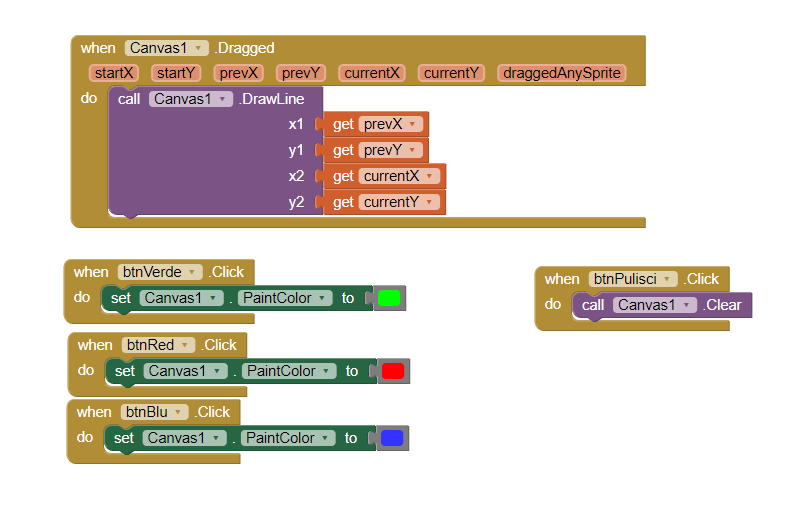 when Canvas1 .Dragged
startX startY prevX prevY currentX currentY draggedAnySprite
do call Canvas1 .DrawLine
x1 get prevX
y1 get prevY
x2 get currentX
y2 get currentY
when btnVerde .Click
do set Canvas1 . PaintColor to
when btnRed .Click
do set Canvas1 . PaintColor to
when btnBlu .Click
do set Canvas1 . PaintColor to
when btnPulisci .Click
do call Canvas1 .Clear